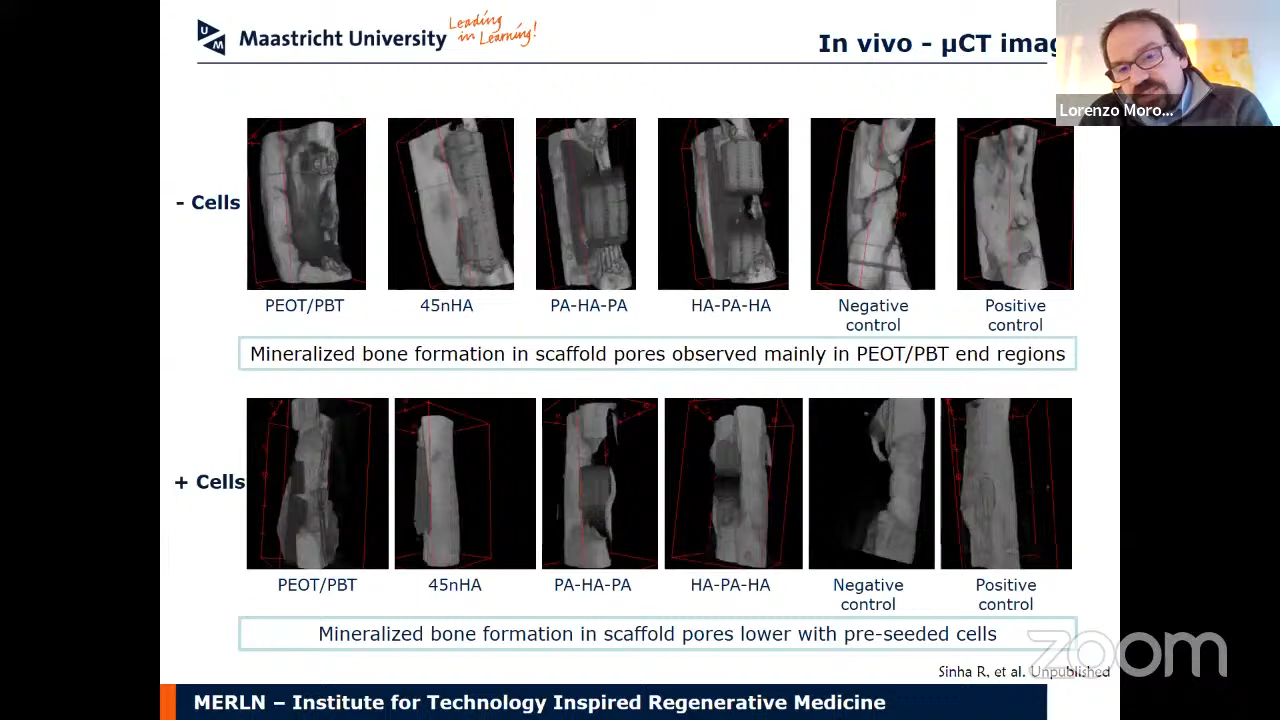 UM
Maastricht University
Leading
in Learning!
In vivo - µCT imag
Lorenzo Moro...
- Cells
PEOT/PBT
45nHA
PA-HA-PA
HA-PA-HA
Negative
control
Positive
control
Mineralized bone formation in scaffold pores observed mainly in PEOT/PBT end regions
+ Cells
PEOT/PBT
45nHA
PA-HA-PA
HA-PA-HA
Negative
control
Positive
control
Mineralized bone formation in scaffold pores lower with pre-seeded cells
zoom
Sinha R, et al. Unpublished
MERLN – Institute for Technology Inspired Regenerative Medicine